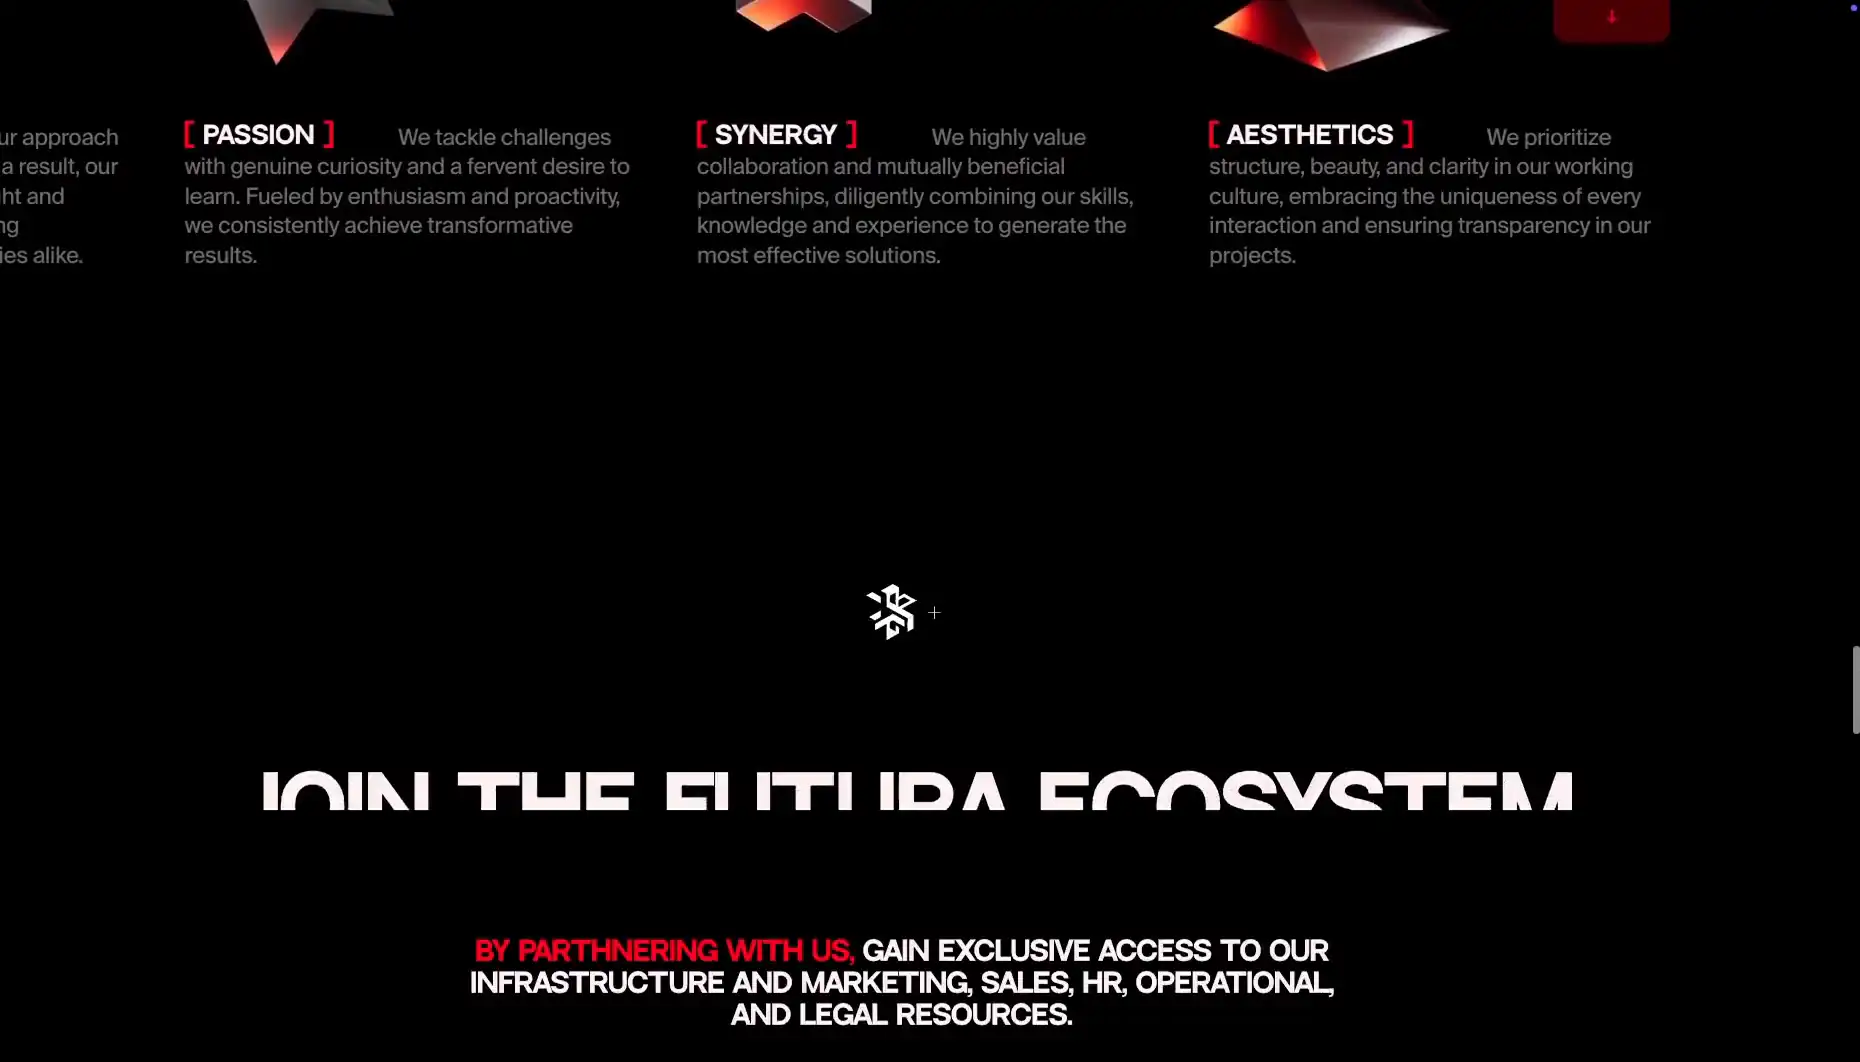 ur approach
a result, our
ht and
ng
ies alike.
[ PASSION ] We tackle challenges
with genuine curiosity and a fervent desire to
learn. Fueled by enthusiasm and proactivity,
we consistently achieve transformative
results.
[ SYNERGY ] We highly value
collaboration and mutually beneficial
partnerships, diligently combining our skills,
knowledge and experience to generate the
most effective solutions.
[ AESTHETICS ] We prioritize
structure, beauty, and clarity in our working
culture, embracing the uniqueness of every
interaction and ensuring transparency in our
projects.
JOIN THE FUTURA ECOSYSTEM
BY PARTHNERING WITH US, GAIN EXCLUSIVE ACCESS TO OUR
INFRASTRUCTURE AND MARKETING, SALES, HR, OPERATIONAL,
AND LEGAL RESOURCES.